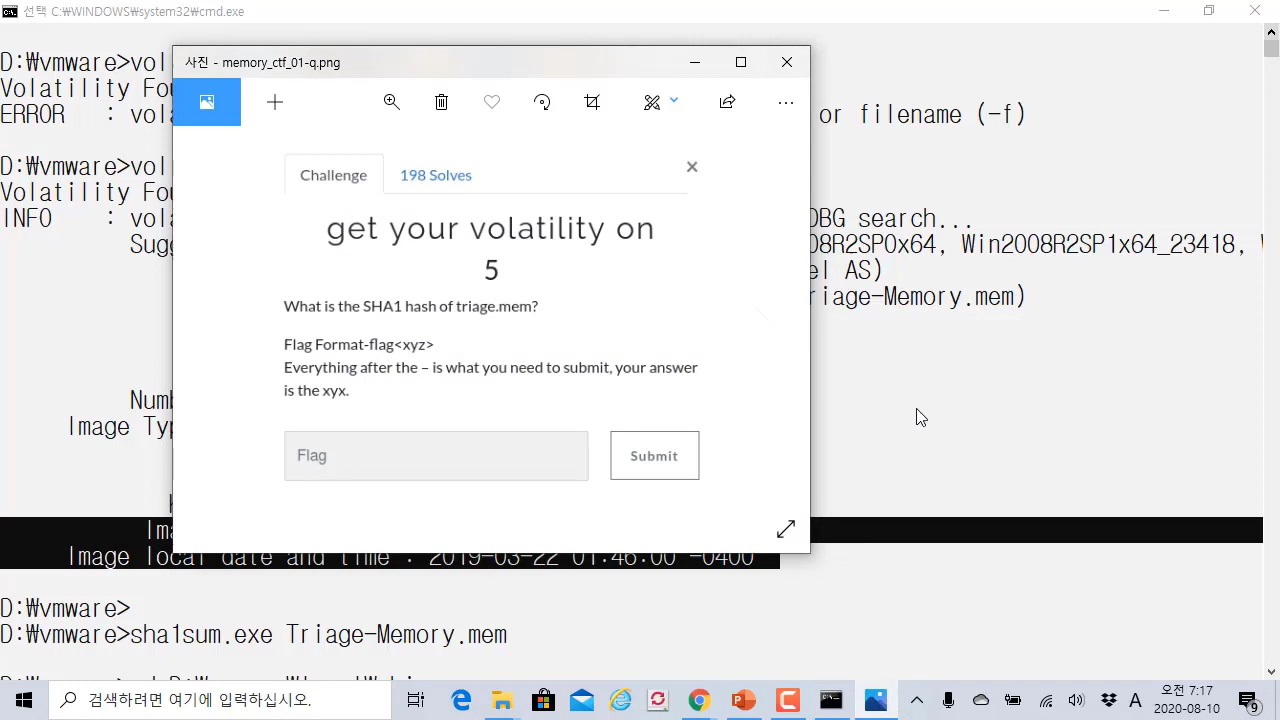 선택 C:\WINDOWS\system32\cmd.exe
D:\vmware>vol
Volatility Fou
ERROR : vola
or filename (-f)
D:\vmware>vol
Volatility Fou
INFO : vola
DBG search...
Sugg
08R2SP0x64, Win2008R2SP1x64_23418, W
el AS)
riage-Memory.mem)
Numb
Image Typ
Ima
Image local date and time : 2019-03-22 01:46:00 -0400
D:\vmware>
D:\vmware>sha1sum.exe Triage-Memory.mem
사진 - memory_ctf_01-q.png
Challenge
198 Solves
get your volatility on
5
What is the SHA1 hash of triage.mem?
Flag Format-flag<xyz>
Everything after the – is what you need to submit, your answer
is the xyx.
Flag
Submit
검색하려면 여기에 입력하십시오.
A
오전 7:17
2020-08-10
9